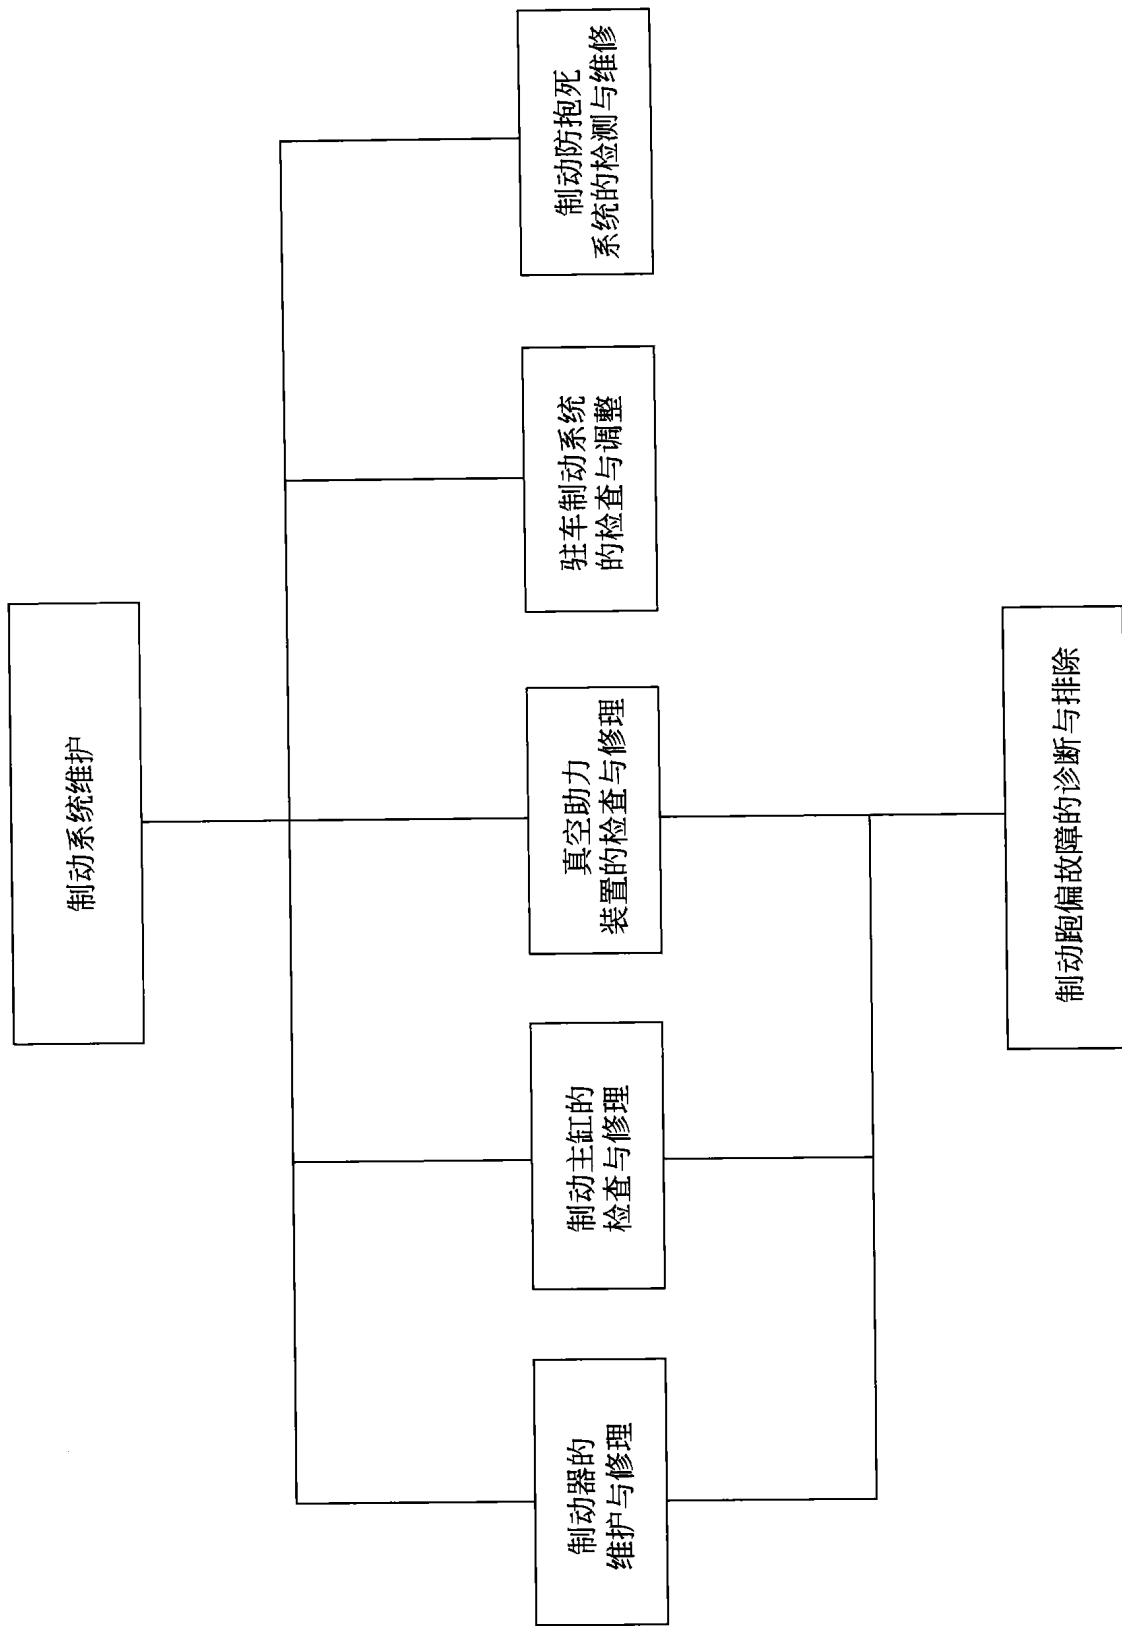 制动系统维护
制动器的
维护与修理
制动主缸的
检查与修理
真空助力
装置的检查与修理
驻车制动系统
的检查与调整
制动防抱死
系统的检测与维修
制动跑偏故障的诊断与排除